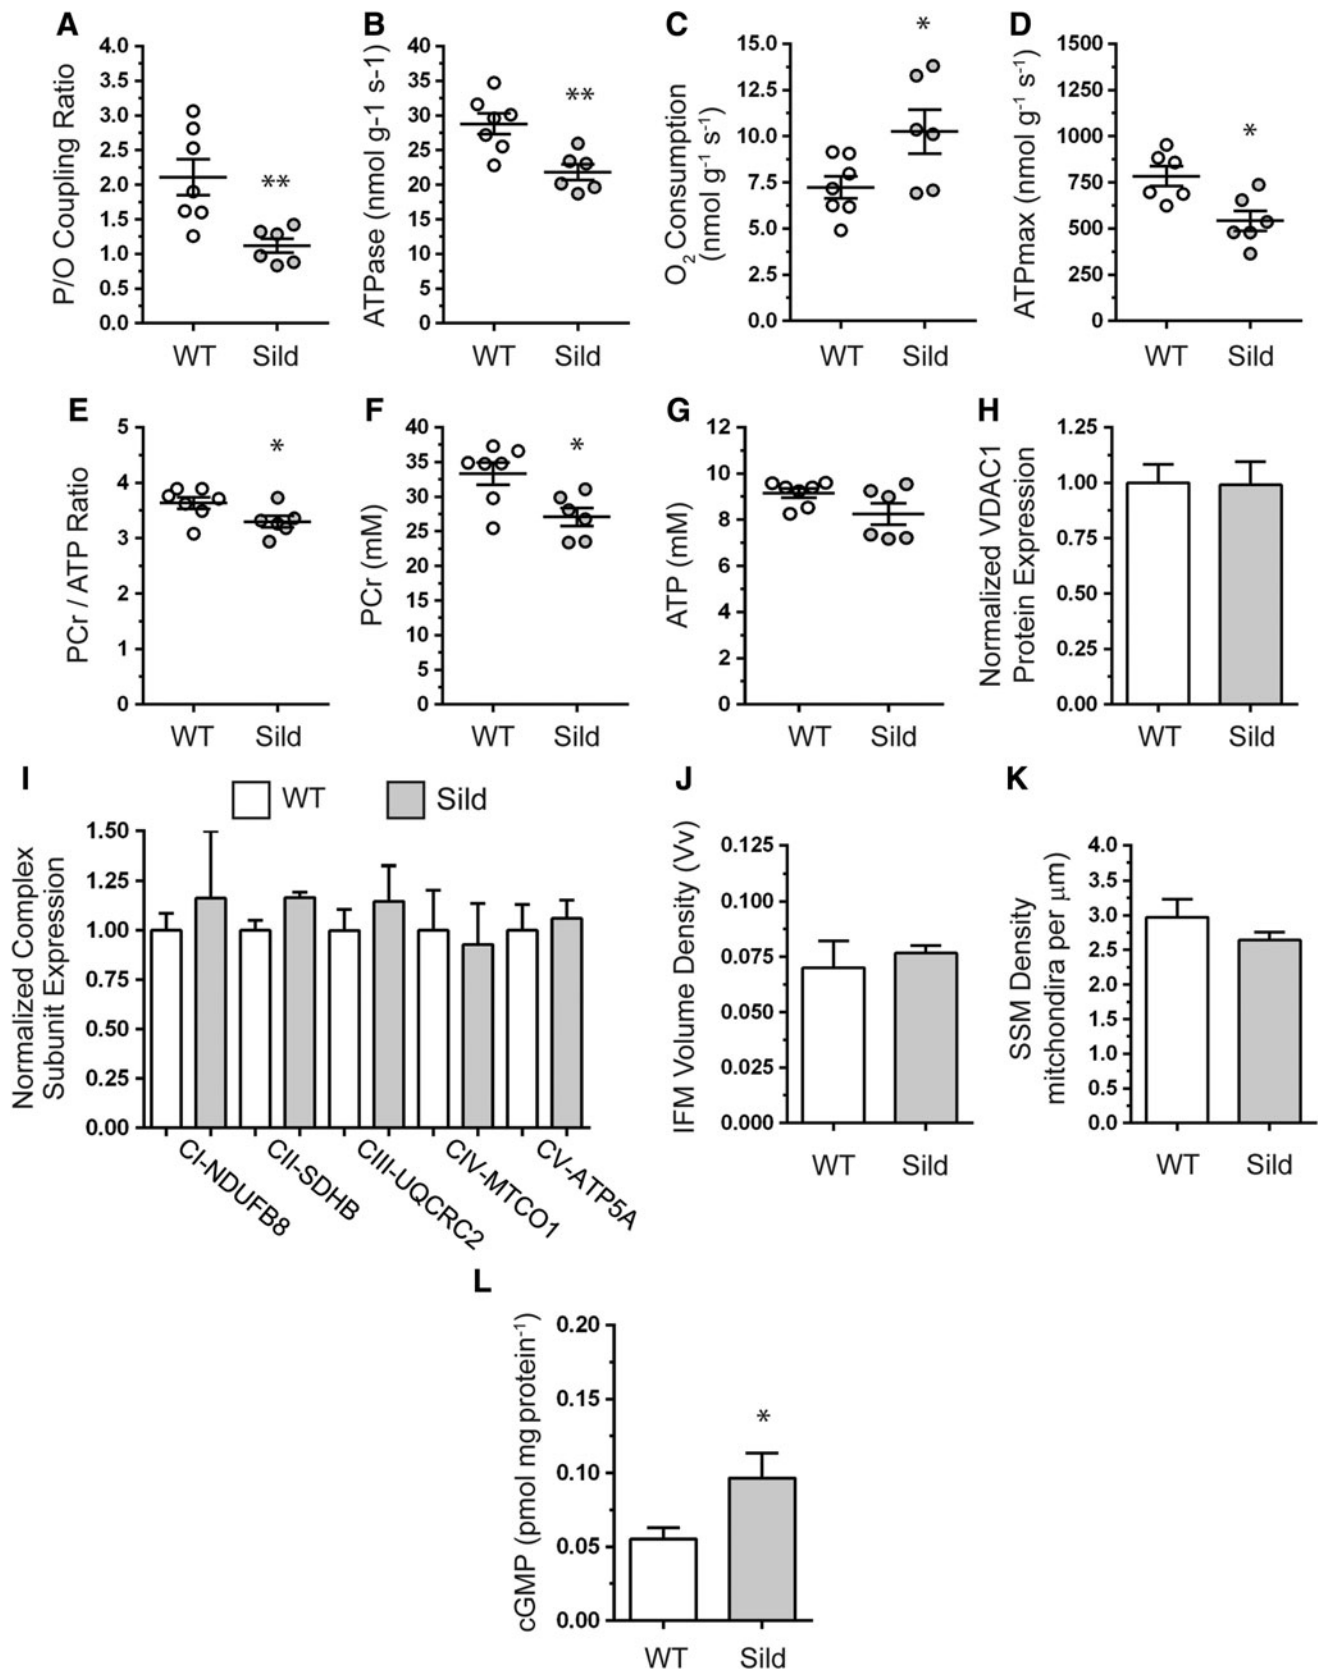 A
P/O Coupling Ratio
4.0
3.5
3.0
2.5
2.0
1.5
1.0
0.5
0.0
**
WT Sild
B
ATPase (nmol g-1 s-1)
40
35
30
25
20
15
10
5
0
**
WT Sild
C
O2 Consumption
(nmol g-1 s-1)
15.0
12.5
10.0
7.5
5.0
2.5
0.0
*
WT Sild
D
ATPmax (nmol g-1 s-1)
1500
1250
1000
750
500
250
0
*
WT Sild
E
PCr / ATP Ratio
5
4
3
2
1
0
*
WT Sild
F
PCr (mM)
40
35
30
25
20
15
10
5
0
*
WT Sild
G
ATP (mM)
12
10
8
6
4
2
0
WT Sild
H
Normalized VDAC1
Protein Expression
1.25
1.00
0.75
0.50
0.25
0.00
WT Sild
I
WT Sild
Normalized Complex
Subunit Expression
1.50
1.25
1.00
0.75
0.50
0.25
0.00
CI-NDUFB8
CII-SDHB
CIII-UQCRC2
CIV-MTCO1
CV-ATP5A
J
IFM Volume Density (Vv)
0.125
0.100
0.075
0.050
0.025
0.000
WT Sild
K
SSM Density
mitchondira per μm)
4.0
3.5
3.0
2.5
2.0
1.5
1.0
0.5
0.0
WT Sild
L
cGMP (pmol mg protein-1)
0.20
0.15
0.10
0.05
0.00
*
WT Sild